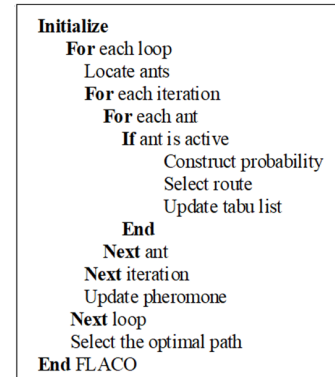 Initialize
For each loop
Locate ants
For each iteration
For each ant
If ant is active
Construct probability
Select route
Update tabu list
End
Next ant
Next iteration
Update pheromone
Next loop
Select the optimal path
End FLACO